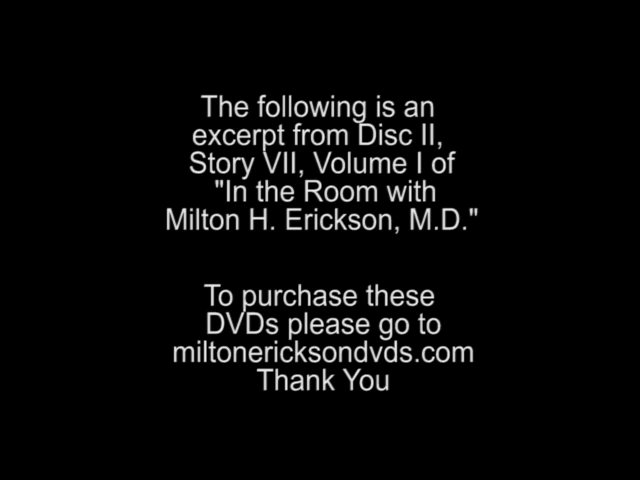 The following is an
excerpt from Disc II,
Story VII, Volume I of
"In the Room with
Milton H. Erickson, M.D."
To purchase these
DVDs please go to
miltonericksondvds.com
Thank You